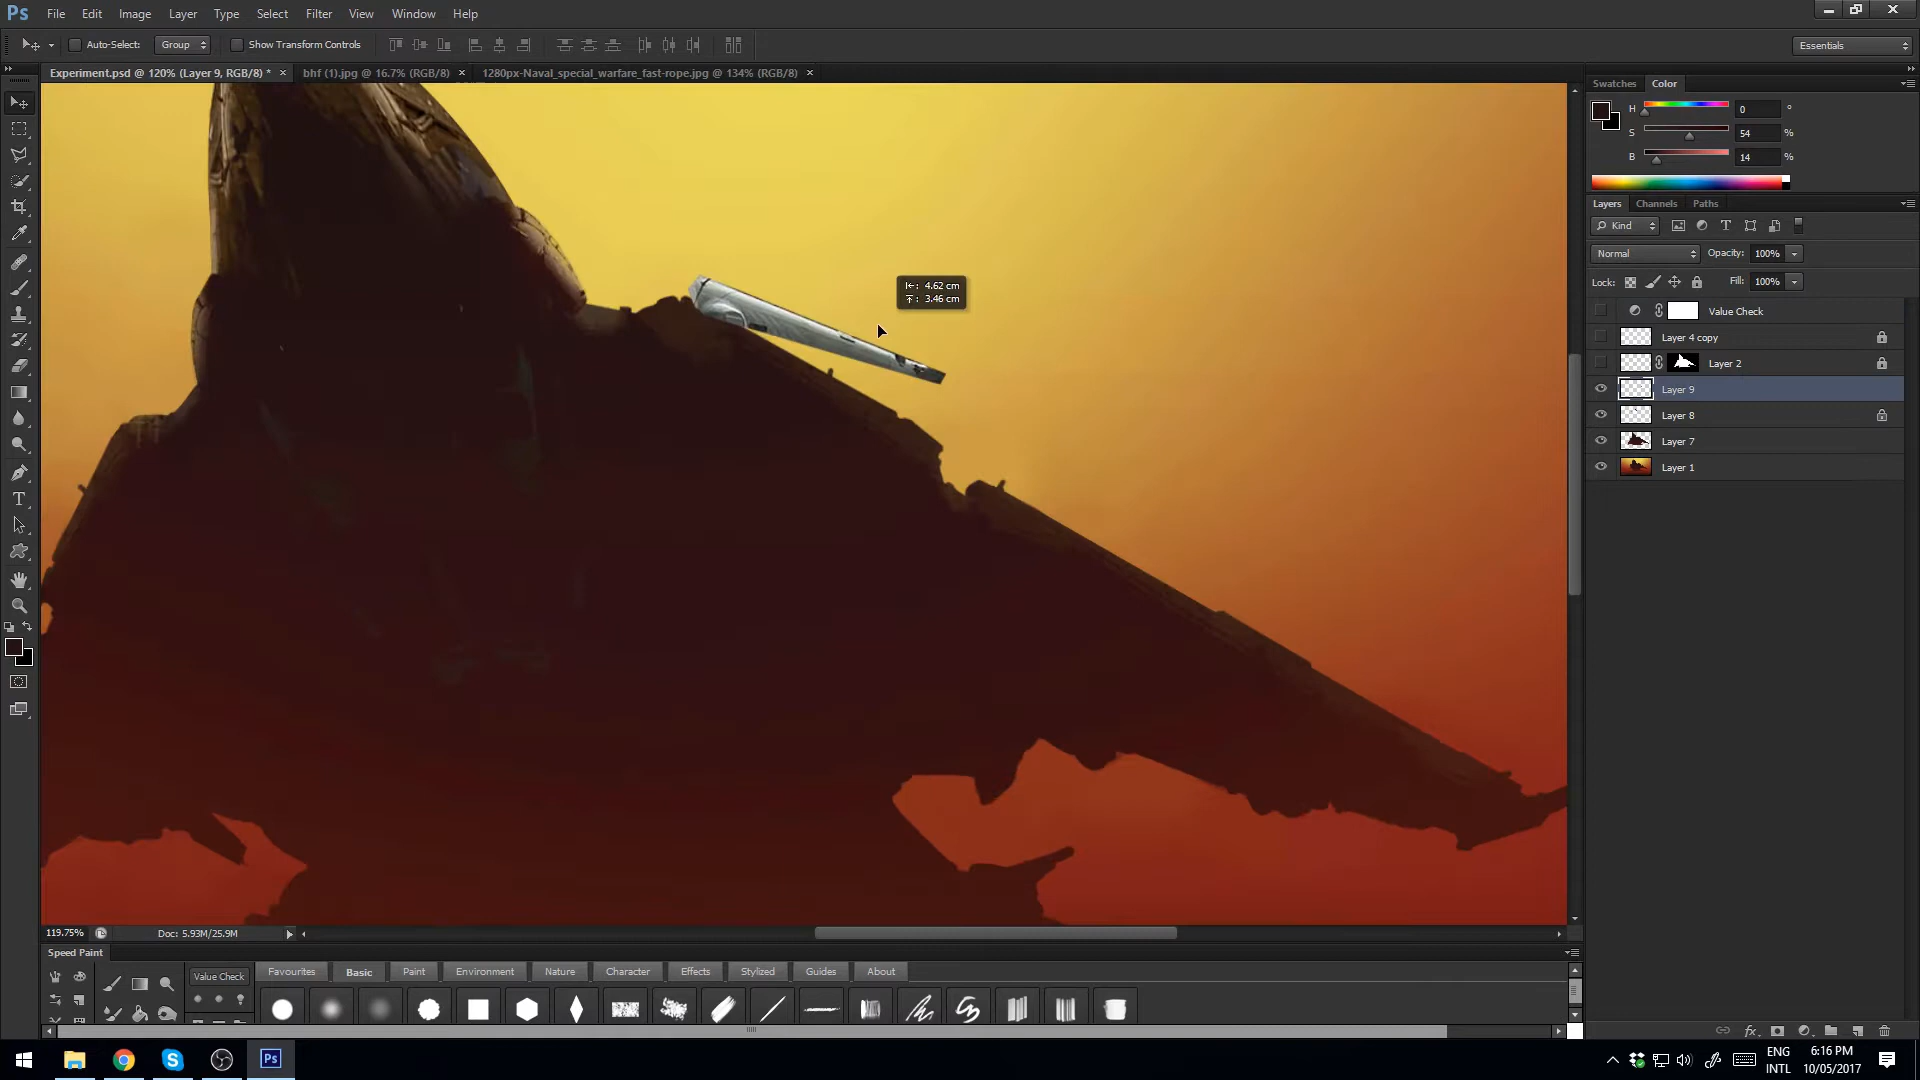 Ps File Edit Image Layer Type Select Filter View Window Help
Auto-Select: Group Show Transform Controls Essentials
Experiment.psd @ 120% (Layer 9, RGB/8) * bhf (1).jpg @ 16.7% (RGB/8) 1280px-Naval_special_warfare_fast-rope.jpg @ 134% (RGB/8)
Swatches Color
H 0 °
S 54 %
B 14 %
Layers Channels Paths
Kind
Normal Opacity: 100%
Lock: Fill: 100%
Value Check
Layer 4 copy
Layer 2
Layer 9
Layer 8
Layer 7
Layer 1
4.62 cm
3.46 cm
119.75% Doc: 5.93M/25.9M
Speed Paint
Value Check Favourites Basic Paint Environment Nature Character Effects Stylized Guides About
Ps ENG 6:16 PM
INTL 10/05/2017